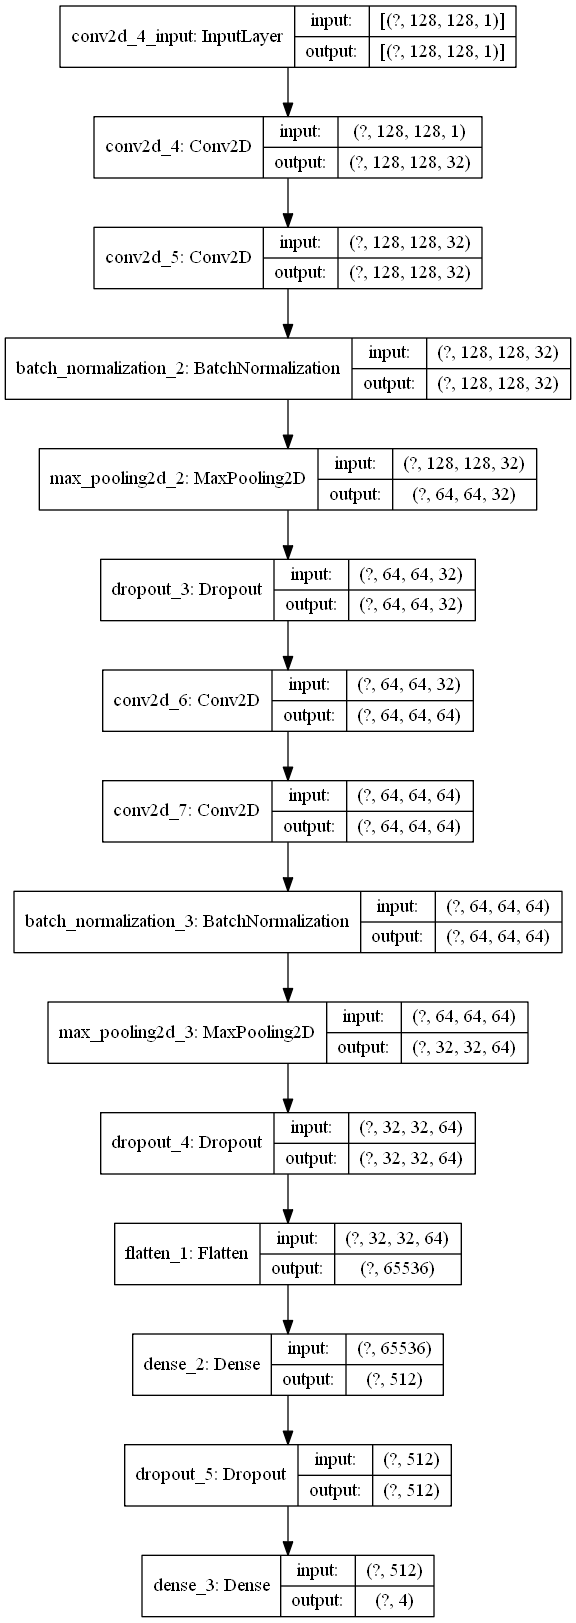 conv2d_4_input: InputLayer
input: [(?, 128, 128, 1)]
output: [(?, 128, 128, 1)]
conv2d_4: Conv2D
input: (?, 128, 128, 1)
output: (?, 128, 128, 32)
conv2d_5: Conv2D
input: (?, 128, 128, 32)
output: (?, 128, 128, 32)
batch_normalization_2: BatchNormalization
input: (?, 128, 128, 32)
output: (?, 128, 128, 32)
max_pooling2d_2: MaxPooling2D
input: (?, 128, 128, 32)
output: (?, 64, 64, 32)
dropout_3: Dropout
input: (?, 64, 64, 32)
output: (?, 64, 64, 32)
conv2d_6: Conv2D
input: (?, 64, 64, 32)
output: (?, 64, 64, 64)
conv2d_7: Conv2D
input: (?, 64, 64, 64)
output: (?, 64, 64, 64)
batch_normalization_3: BatchNormalization
input: (?, 64, 64, 64)
output: (?, 64, 64, 64)
max_pooling2d_3: MaxPooling2D
input: (?, 64, 64, 64)
output: (?, 32, 32, 64)
dropout_4: Dropout
input: (?, 32, 32, 64)
output: (?, 32, 32, 64)
flatten_1: Flatten
input: (?, 32, 32, 64)
output: (?, 65536)
dense_2: Dense
input: (?, 65536)
output: (?, 512)
dropout_5: Dropout
input: (?, 512)
output: (?, 512)
dense_3: Dense
input: (?, 512)
output: (?, 4)